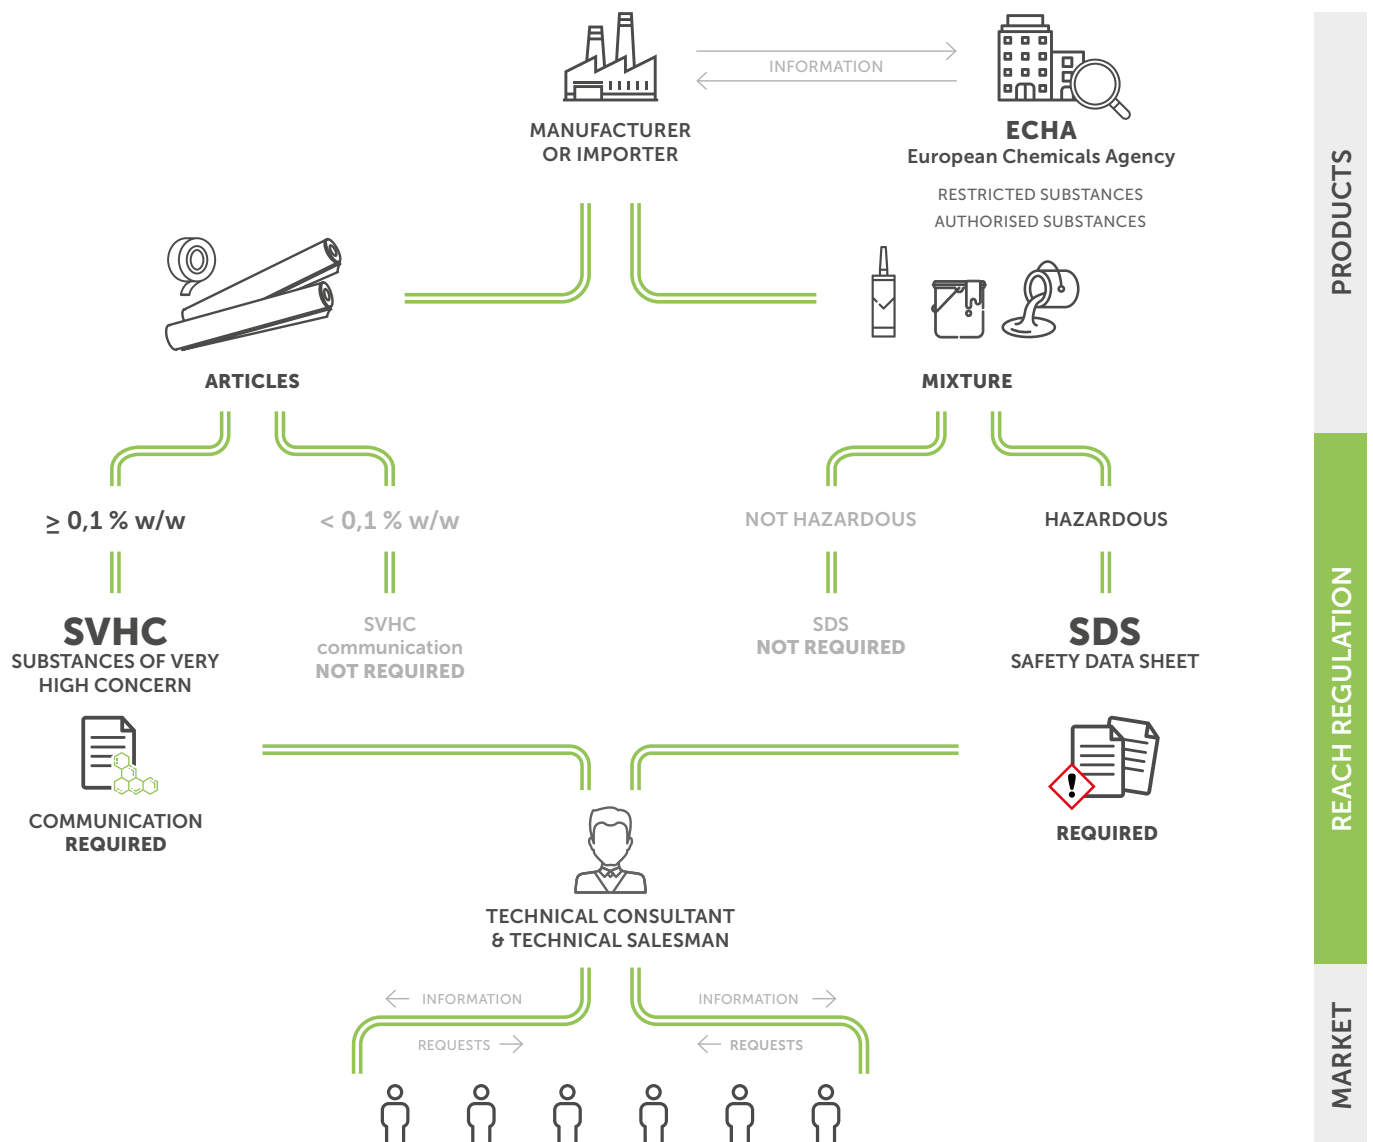 INFORMATION
MANUFACTURER
OR IMPORTER
ECHA
European Chemicals Agency
RESTRICTED SUBSTANCES
AUTHORISED SUBSTANCES
PRODUCTS
ARTICLES
MIXTURE
≥ 0,1 % w/w
< 0,1 % w/w
NOT HAZARDOUS
HAZARDOUS
SVHC
SUBSTANCES OF VERY
HIGH CONCERN
SVHC
communication
NOT REQUIRED
SDS
NOT REQUIRED
SDS
SAFETY DATA SHEET
REACH REGULATION
COMMUNICATION
REQUIRED
REQUIRED
TECHNICAL CONSULTANT
& TECHNICAL SALESMAN
INFORMATION
INFORMATION
REQUESTS
REQUESTS
MARKET